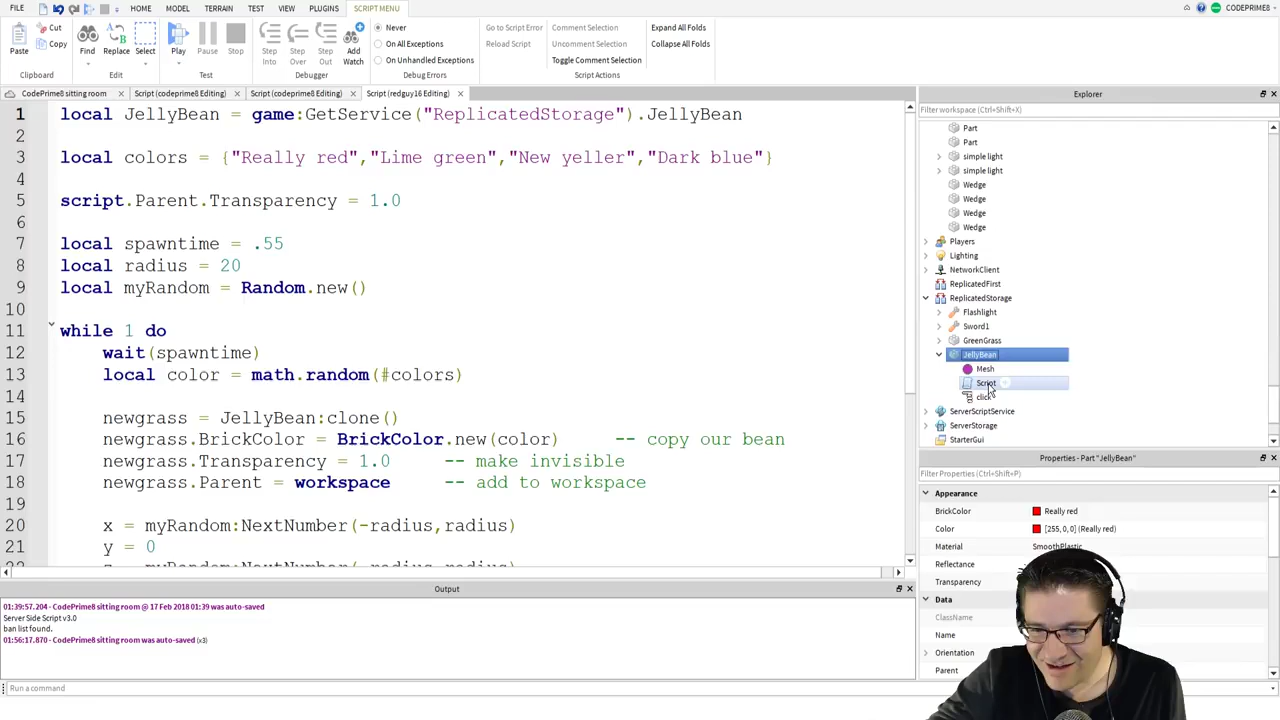 FILE HOME MODEL TERRAIN TEST VIEW PLUGINS SCRIPT MENU CODEPRIME8
Paste Cut Copy Find Replace Select Play Pause Stop Step Into Step Over Step Out Add Watch
Never
On All Exceptions
On Unhandled Exceptions
Go to Script Error
Reload Script
Comment Selection
Uncomment Selection
Toggle Comment Selection
Expand All Folds
Collapse All Folds
Clipboard Edit Test Debugger Debug Errors Script Actions
CodePrime8 sitting room Script (codeprime8 Editing) Script (codeprime8 Editing) Script (redguy16 Editing)
1 local JellyBean = game:GetService("ReplicatedStorage").JellyBean
2
3 local colors = {"Really red","Lime green","New yeller","Dark blue"}
4
5 script.Parent.Transparency = 1.0
6
7 local spawntime = .55
8 local radius = 20
9 local myRandom = Random.new()
10
11 while 1 do
12 wait(spawntime)
13 local color = math.random(#colors)
14
15 newgrass = JellyBean:clone()
16 newgrass.BrickColor = BrickColor.new(color) -- copy our bean
17 newgrass.Transparency = 1.0 -- make invisible
18 newgrass.Parent = workspace -- add to workspace
19
20 x = myRandom:NextNumber(-radius,radius)
21 y = 0
Output
01:39:57.204 - CodePrime8 sitting room @ 17 Feb 2018 01:39 was auto-saved
Server Side Script v3.0
ban list found.
01:56:17.870 - CodePrime8 sitting room was auto-saved (x3)
Run a command
Explorer
Filter workspace (Ctrl+Shift+X)
Part
Part
simple light
simple light
Wedge
Wedge
Wedge
Wedge
Players
Lighting
NetworkClient
ReplicatedFirst
ReplicatedStorage
Flashlight
Sword1
GreenGrass
JellyBean
Mesh
Script
click
ServerScriptService
ServerStorage
StarterGui
Properties - Part "JellyBean"
Filter Properties (Ctrl+Shift+P)
Appearance
BrickColor Really red
Color [255, 0, 0] (Really red)
Material SmoothPlastic
Reflectance
Transparency
Data
ClassName
Name
Orientation
Parent